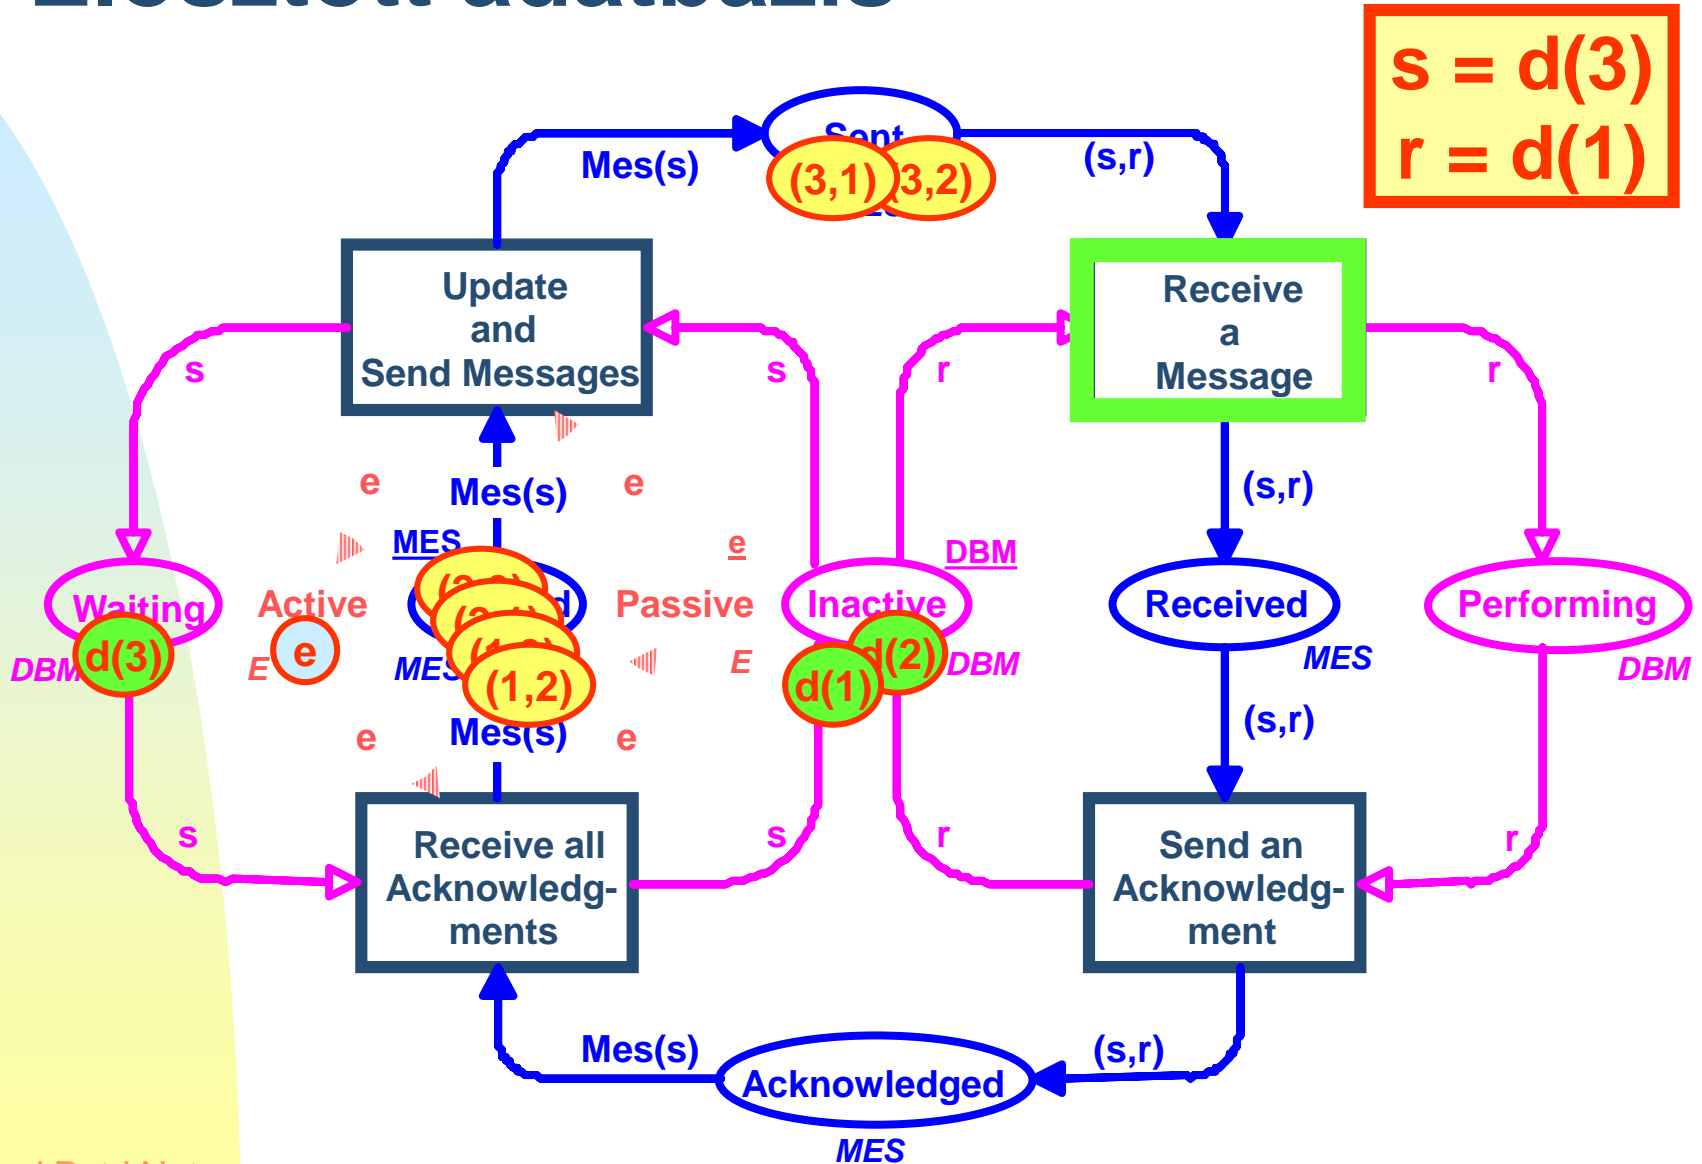 s = d(3)
r = d(1)
Sent
Mes(s)
(s,r)
(3,1)
3,2)
Update
and
Send Messages
Receive
a
Message
s
s
r
r
e
Mes(s)
e
(s,r)
MES
e
DBM
Waiting
Active
Passive
Inactive
Received
Performing
d(3)
e
(1,2)
d(2)
d(1)
DBM
E
MES
E
DBM
MES
DBM
e
Mes(s)
e
(s,r)
s
s
r
r
Receive all
Acknowledg-
ments
Send an
Acknowledg-
ment
Mes(s)
(s,r)
Acknowledged
MES